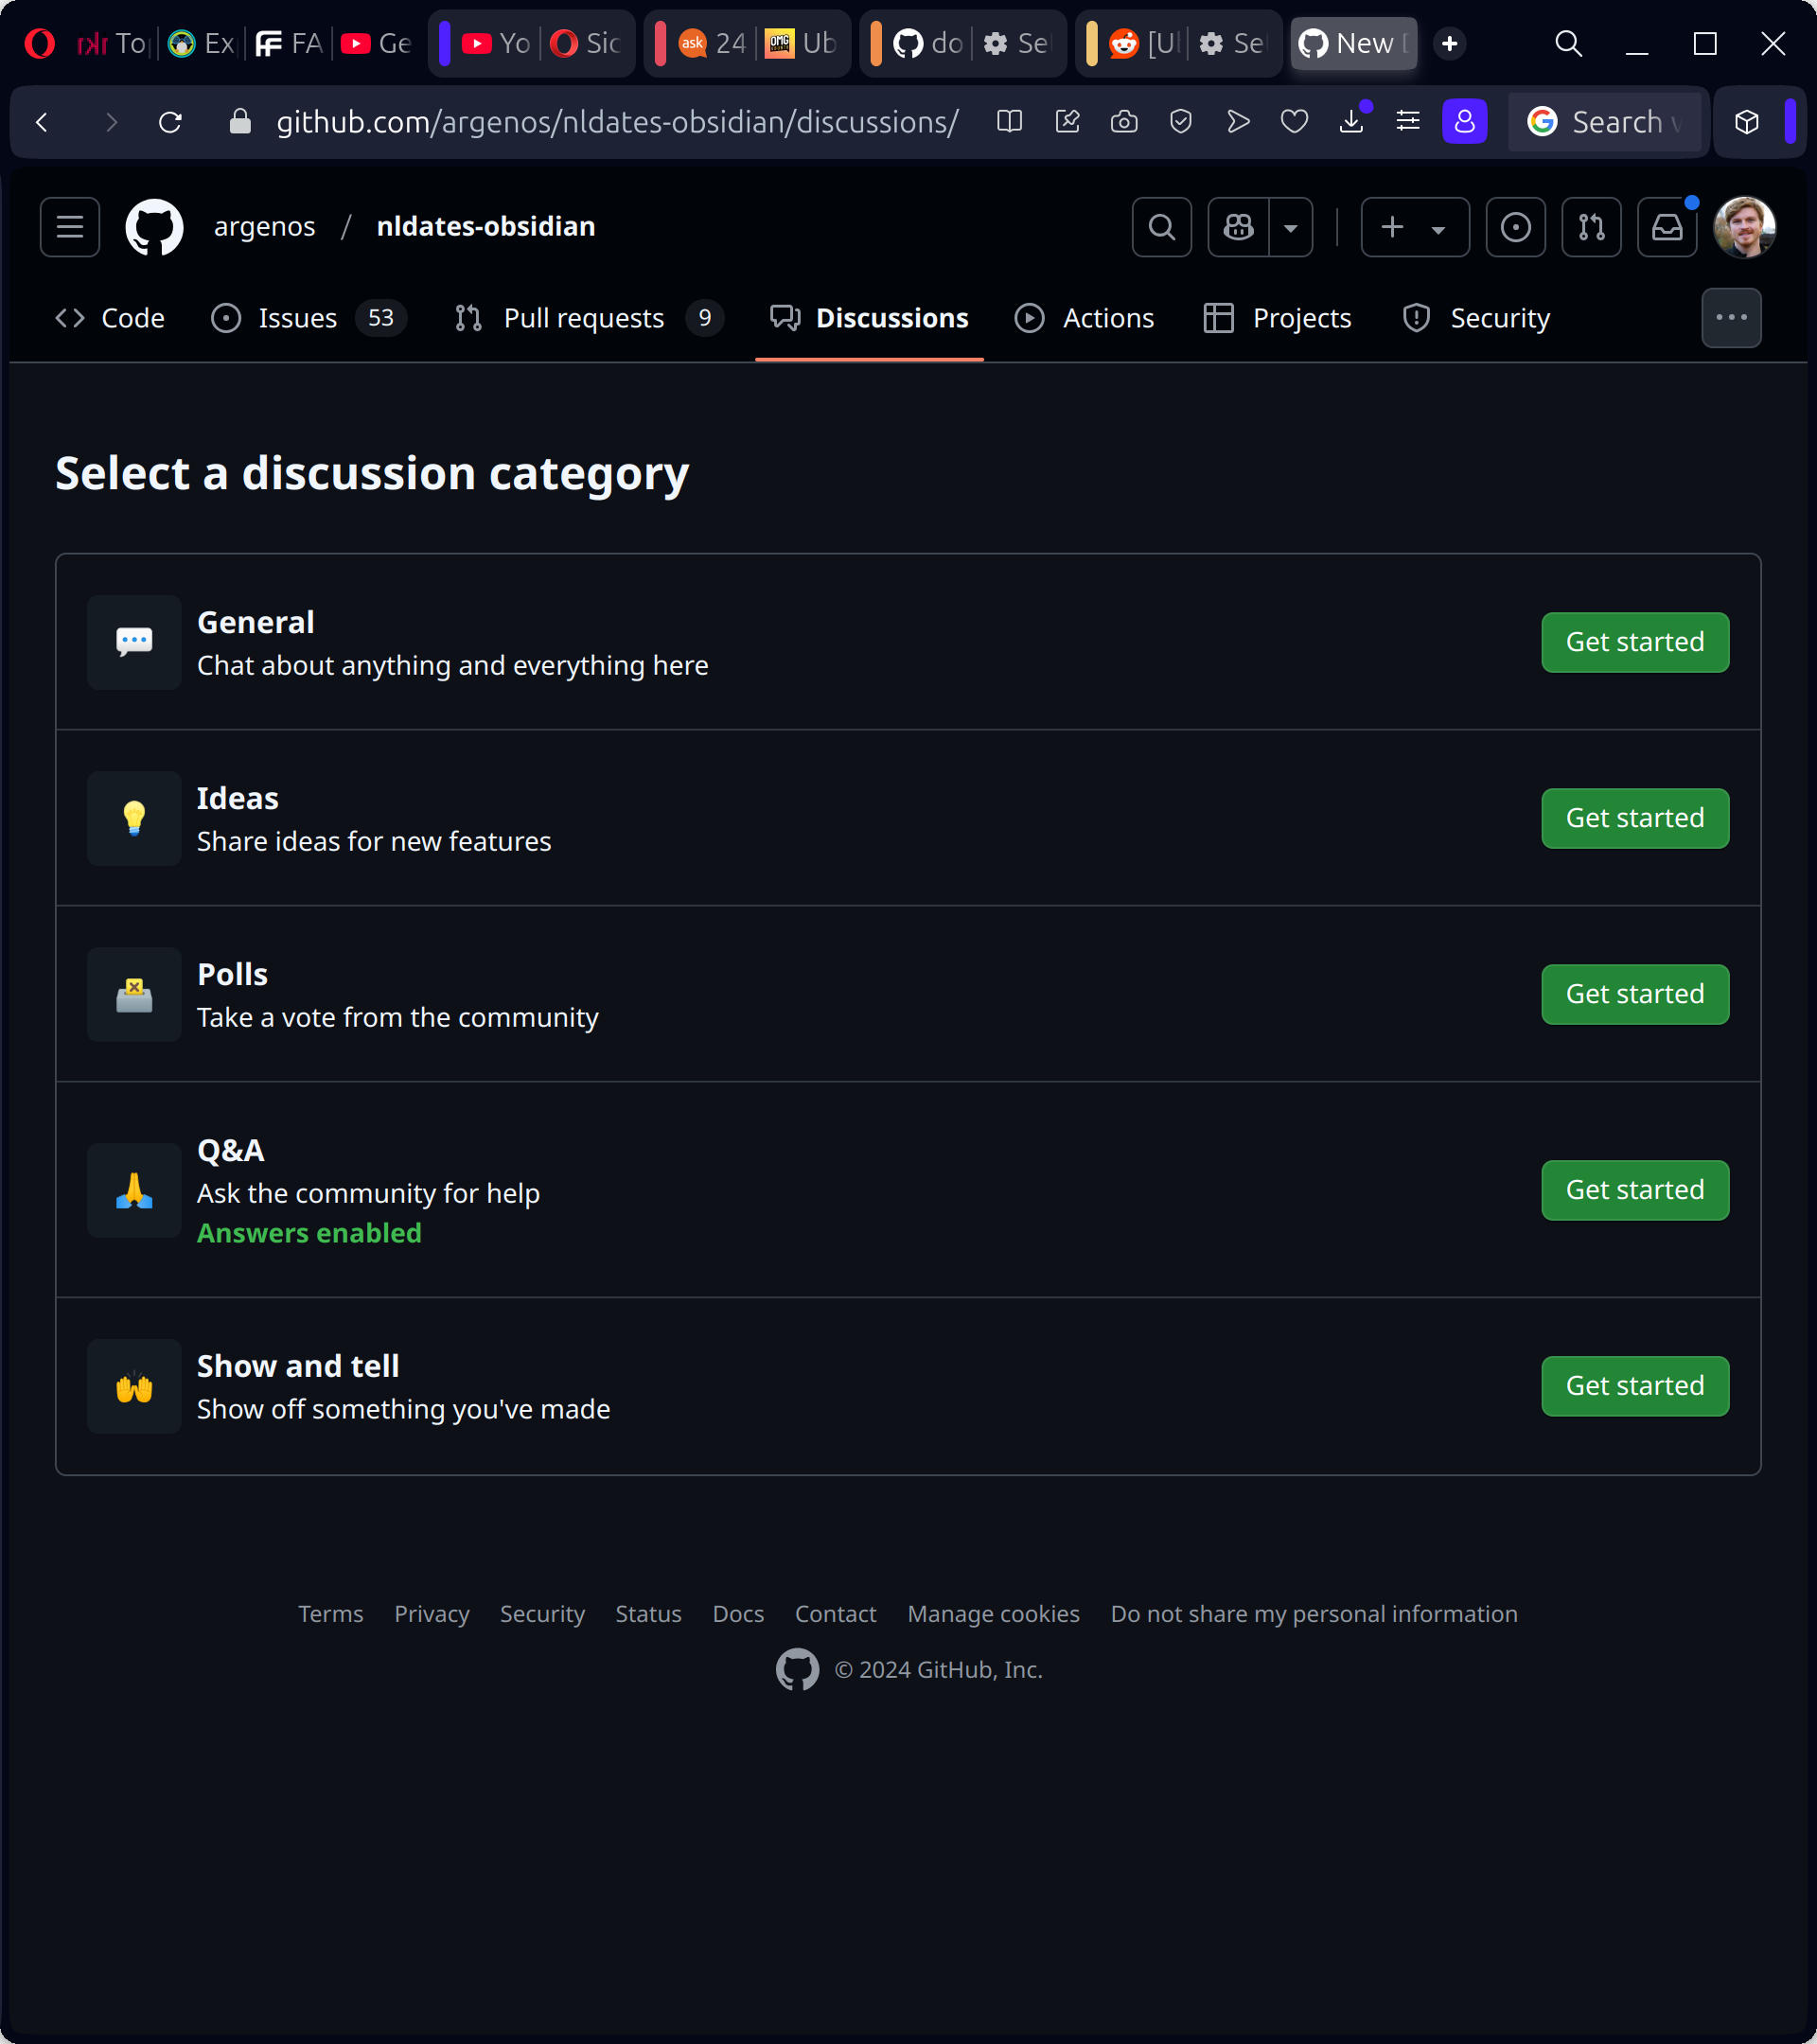 To Ex FA Ge Yo Sic ask 24 OMG Ub do Se [U Se New
github.com/argenos/nldates-obsidian/discussions/ Search
argenos / nldates-obsidian
Code Issues 53 Pull requests 9 Discussions Actions Projects Security
Select a discussion category
General
Chat about anything and everything here
Get started
Ideas
Share ideas for new features
Get started
Polls
Take a vote from the community
Get started
Q&A
Ask the community for help
Answers enabled
Get started
Show and tell
Show off something you've made
Get started
Terms Privacy Security Status Docs Contact Manage cookies Do not share my personal information
© 2024 GitHub, Inc.